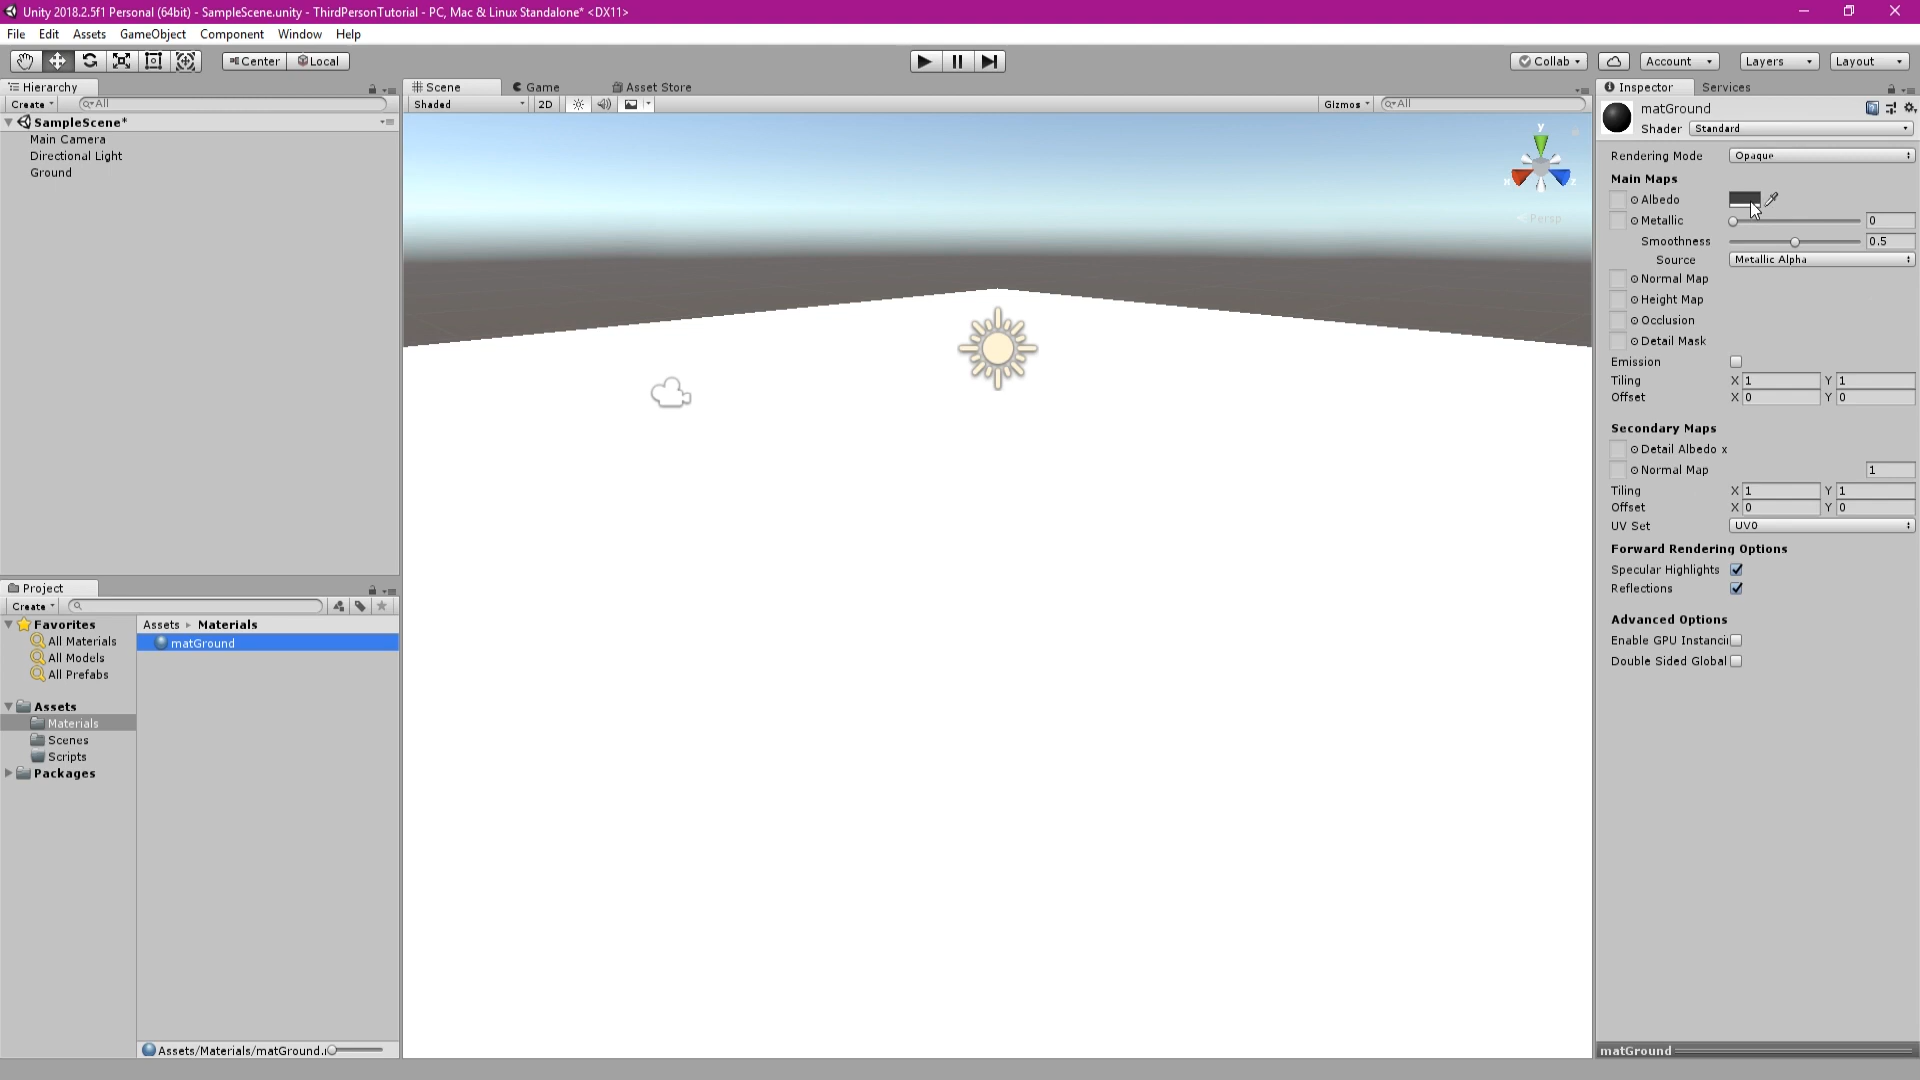 Unity 2018.2.5f1 Personal (64bit) - SampleScene.unity - ThirdPersonTutorial - PC, Mac & Linux Standalone* <DX11>
File Edit Assets GameObject Component Window Help
Center Local Collab Account Layers Layout
Hierarchy
Create All
SampleScene*
Main Camera
Directional Light
Ground
Scene Game Asset Store
Shaded 2D Gizmos All
y
x z
Persp
Project
Create
Favorites
All Materials
All Models
All Prefabs
Assets
Materials
Scenes
Scripts
Packages
Assets Materials
matGround
Assets/Materials/matGround.
Inspector Services
matGround
Shader Standard
Rendering Mode Opaque
Main Maps
Albedo
Metallic 0
Smoothness 0.5
Source Metallic Alpha
Normal Map
Height Map
Occlusion
Detail Mask
Emission
Tiling X 1 Y 1
Offset X 0 Y 0
Secondary Maps
Detail Albedo x
Normal Map 1
Tiling X 1 Y 1
Offset X 0 Y 0
UV Set UV0
Forward Rendering Options
Specular Highlights
Reflections
Advanced Options
Enable GPU Instanci
Double Sided Global
matGround